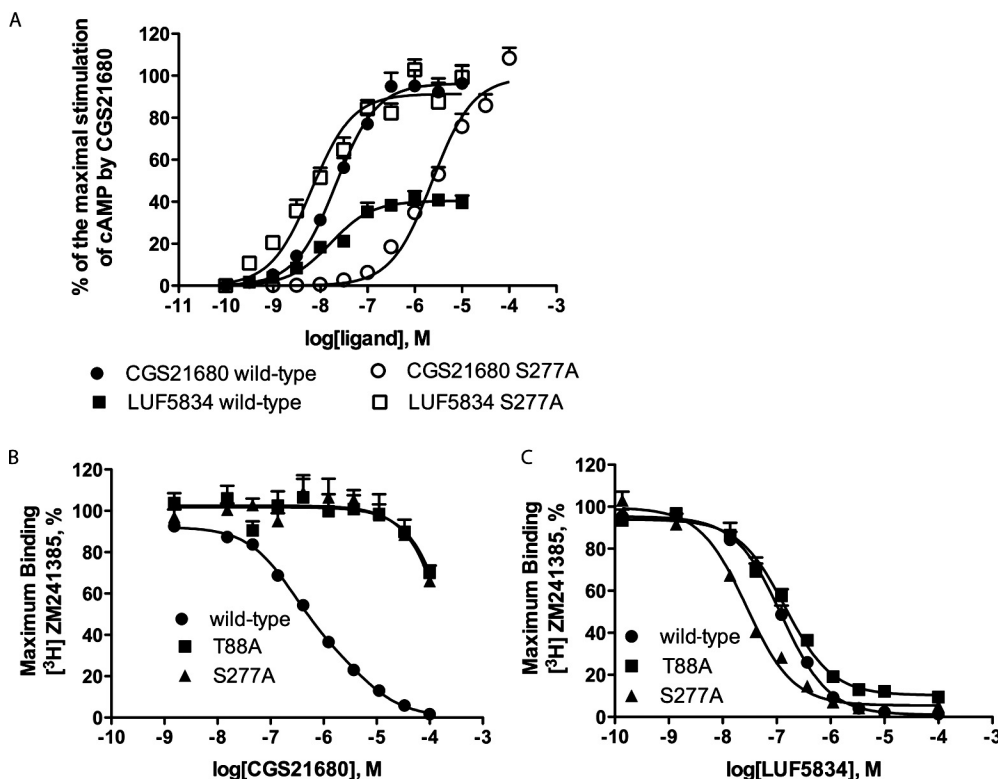 A
% of the maximal stimulation
of cAMP by CGS21680
120
100
80
60
40
20
0
-11 -10 -9 -8 -7 -6 -5 -4 -3
log[ligand], M
CGS21680 wild-type
CGS21680 S277A
LUF5834 wild-type
LUF5834 S277A
B
Maximum Binding
[³H] ZM241385, %
120
100
80
60
40
20
0
wild-type
T88A
S277A
-10 -9 -8 -7 -6 -5 -4 -3
log[CGS21680], M
C
Maximum Binding
[³H] ZM241385, %
120
100
80
60
40
20
0
wild-type
T88A
S277A
-10 -9 -8 -7 -6 -5 -4 -3
log[LUF5834], M